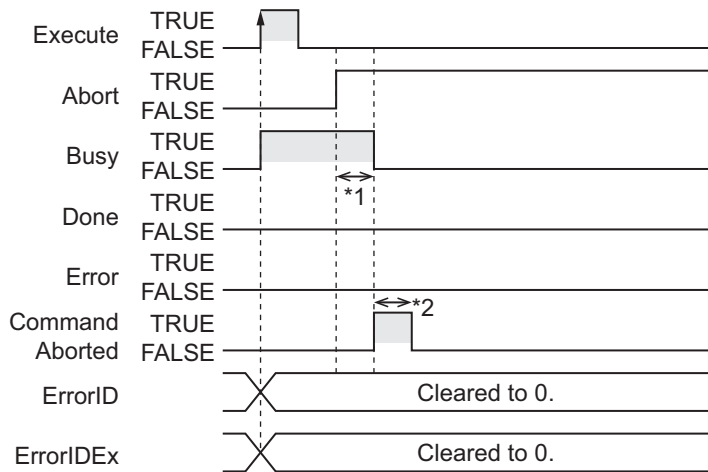 Execute TRUE
FALSE
Abort TRUE
FALSE
Busy TRUE
FALSE
*1
Done TRUE
FALSE
Error TRUE
FALSE
*2
Command TRUE
Aborted FALSE
ErrorID Cleared to 0.
ErrorIDEx Cleared to 0.